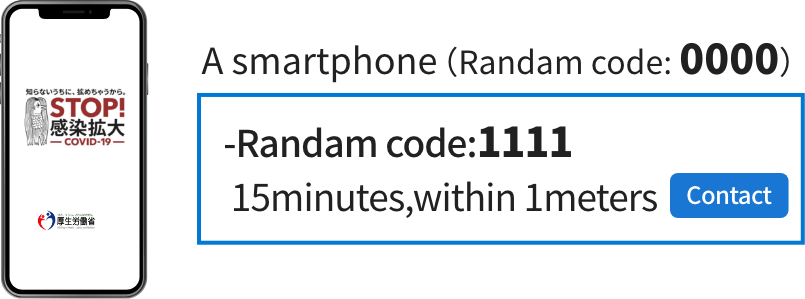 知らないうちに、拡めちゃうから。
STOP!
感染拡大
COVID-19
厚生労働省
A smartphone（Randam code: 0000）
-Randam code:1111
15minutes,within 1meters
Contact